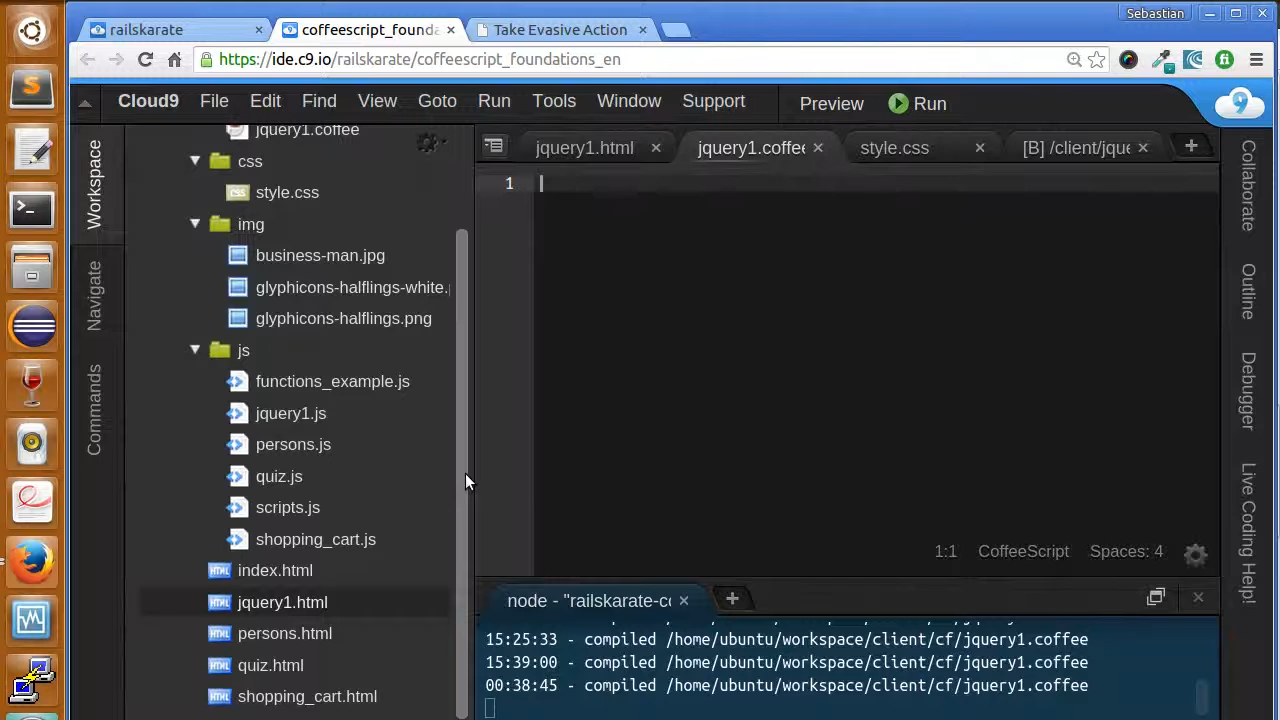 Sebastian
railskarate
coffeescript_founda
Take Evasive Action
https://ide.c9.io/railskarate/coffeescript_foundations_en
Cloud9 File Edit Find View Goto Run Tools Window Support Preview Run
Workspace
Navigate
Commands
jquery1.coffee
css
style.css
img
business-man.jpg
glyphicons-halflings-white.p
glyphicons-halflings.png
js
functions_example.js
jquery1.js
persons.js
quiz.js
scripts.js
shopping_cart.js
index.html
jquery1.html
persons.html
quiz.html
shopping_cart.html
jquery1.html
jquery1.coffee
style.css
[B] /client/jque
1
1:1 CoffeeScript Spaces: 4
node - "railskarate-co
15:25:33 - compiled /home/ubuntu/workspace/client/cf/jquery1.coffee
15:39:00 - compiled /home/ubuntu/workspace/client/cf/jquery1.coffee
00:38:45 - compiled /home/ubuntu/workspace/client/cf/jquery1.coffee
Collaborate
Outline
Debugger
Live Coding Help!